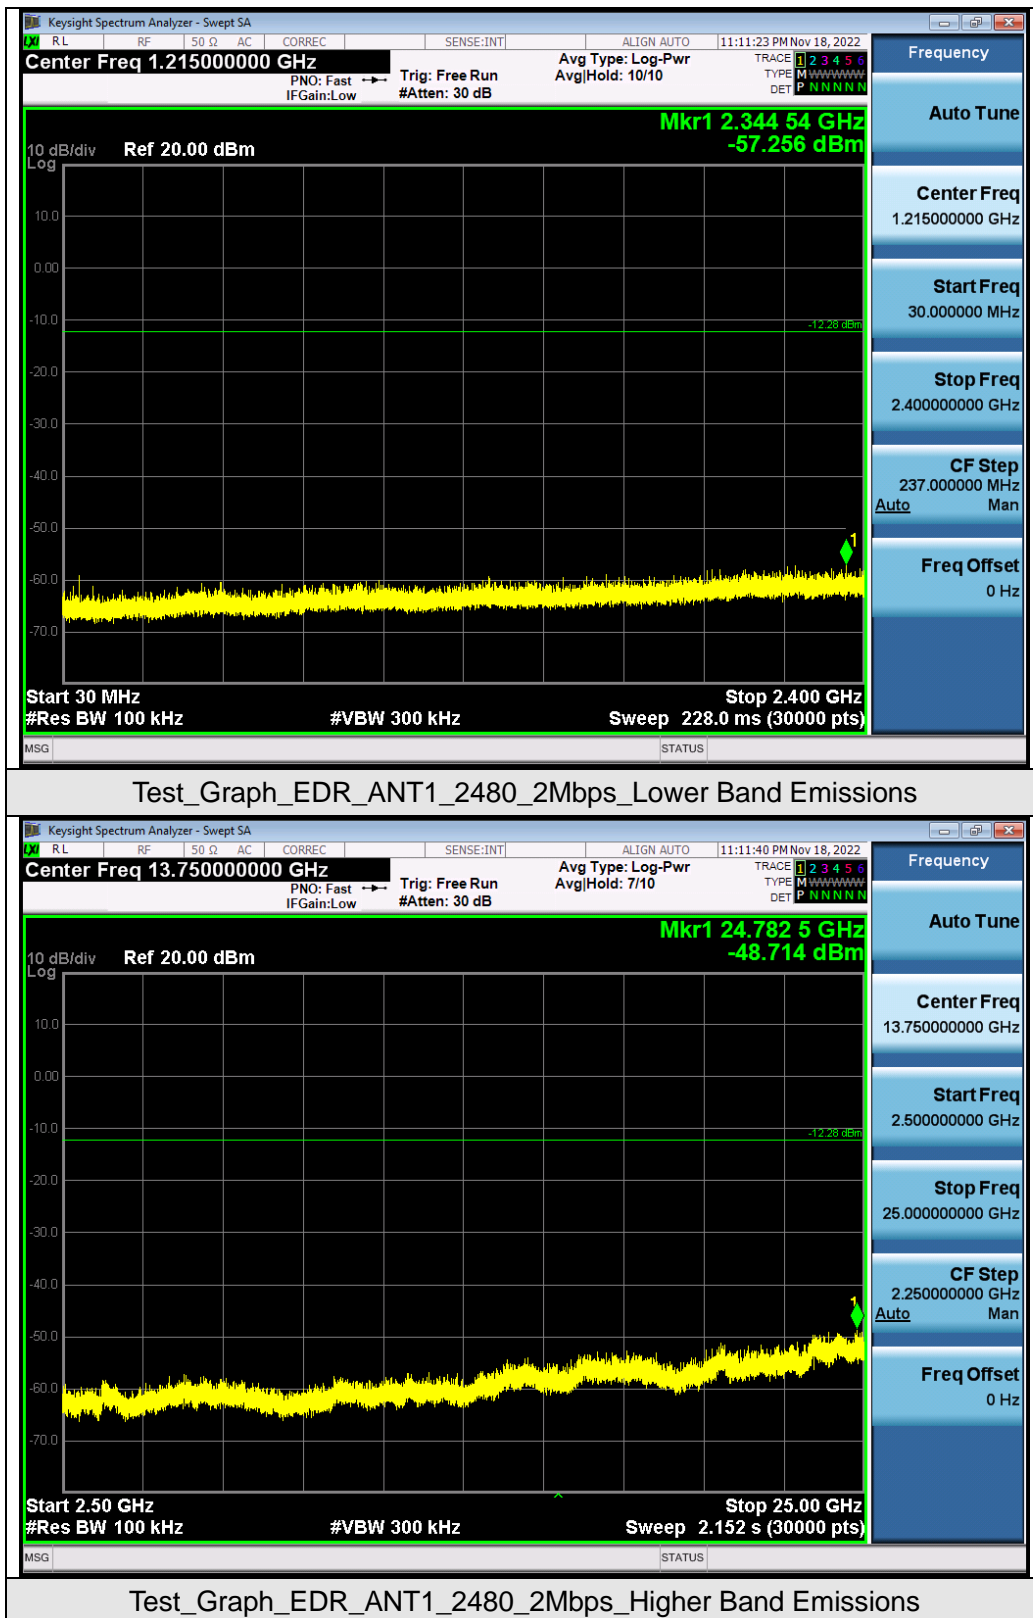 Keysight Spectrum Analyzer - Swept SA
LXI RL RF 50 Ω AC CORREC SENSE:INT ALIGN AUTO 11:11:23 PM Nov 18, 2022
Center Freq 1.215000000 GHz
PNO: Fast
IFGain:Low
Trig: Free Run
#Atten: 30 dB
Avg Type: Log-Pwr
Avg|Hold: 10/10
TRACE 1 2 3 4 5 6
TYPE M WWWWW
DET P N N N N N
Mkr1 2.344 54 GHz
-57.256 dBm
10 dB/div
Log
Ref 20.00 dBm
10.0
0.00
-10.0
-12.28 dBm
-20.0
-30.0
-40.0
-50.0
1
-60.0
-70.0
Start 30 MHz
Stop 2.400 GHz
#Res BW 100 kHz
#VBW 300 kHz
Sweep 228.0 ms (30000 pts)
MSG
STATUS
Frequency
Auto Tune
Center Freq
1.215000000 GHz
Start Freq
30.000000 MHz
Stop Freq
2.400000000 GHz
CF Step
237.000000 MHz
Auto Man
Freq Offset
0 Hz
Test_Graph_EDR_ANT1_2480_2Mbps_Lower Band Emissions
Keysight Spectrum Analyzer - Swept SA
LXI RL RF 50 Ω AC CORREC SENSE:INT ALIGN AUTO 11:11:40 PM Nov 18, 2022
Center Freq 13.750000000 GHz
PNO: Fast
IFGain:Low
Trig: Free Run
#Atten: 30 dB
Avg Type: Log-Pwr
Avg|Hold: 7/10
TRACE 1 2 3 4 5 6
TYPE M WWWWW
DET P N N N N N
Mkr1 24.782 5 GHz
-48.714 dBm
10 dB/div
Log
Ref 20.00 dBm
10.0
0.00
-10.0
-12.28 dBm
-20.0
-30.0
-40.0
1
-50.0
-60.0
-70.0
Start 2.50 GHz
Stop 25.00 GHz
#Res BW 100 kHz
#VBW 300 kHz
Sweep 2.152 s (30000 pts)
MSG
STATUS
Frequency
Auto Tune
Center Freq
13.750000000 GHz
Start Freq
2.500000000 GHz
Stop Freq
25.000000000 GHz
CF Step
2.250000000 GHz
Auto Man
Freq Offset
0 Hz
Test_Graph_EDR_ANT1_2480_2Mbps_Higher Band Emissions